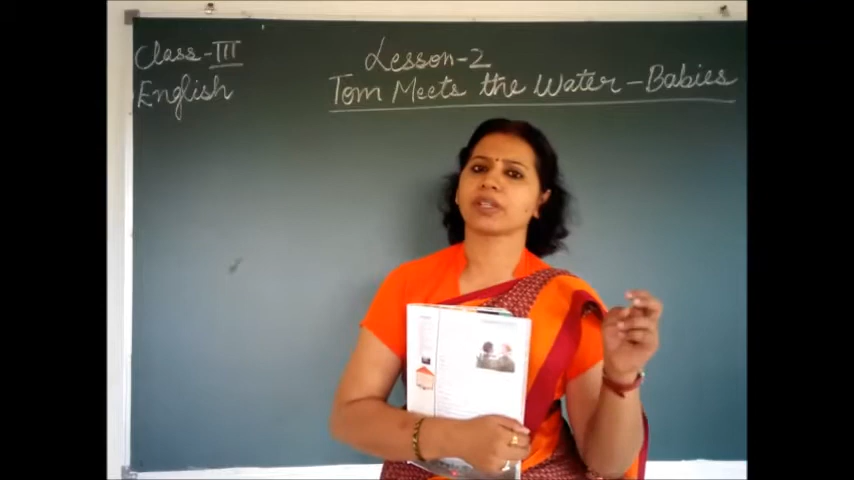 Class - III
English
Lesson - 2
Tom Meets the Water - Babies